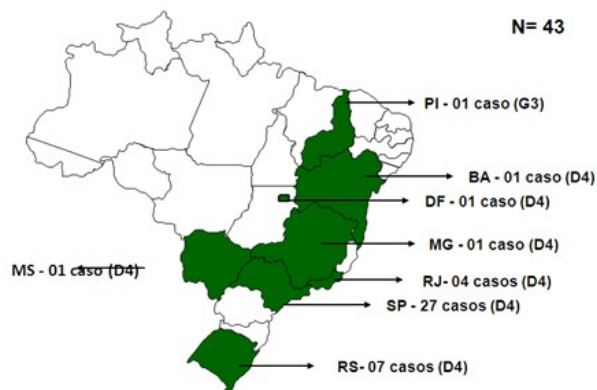 N= 43
PI - 01 caso (G3)
BA - 01 caso (D4)
DF - 01 caso (D4)
MG - 01 caso (D4)
MS - 01 caso (D4)
RJ- 04 casos (D4)
SP - 27 casos (D4)
RS- 07 casos (D4)